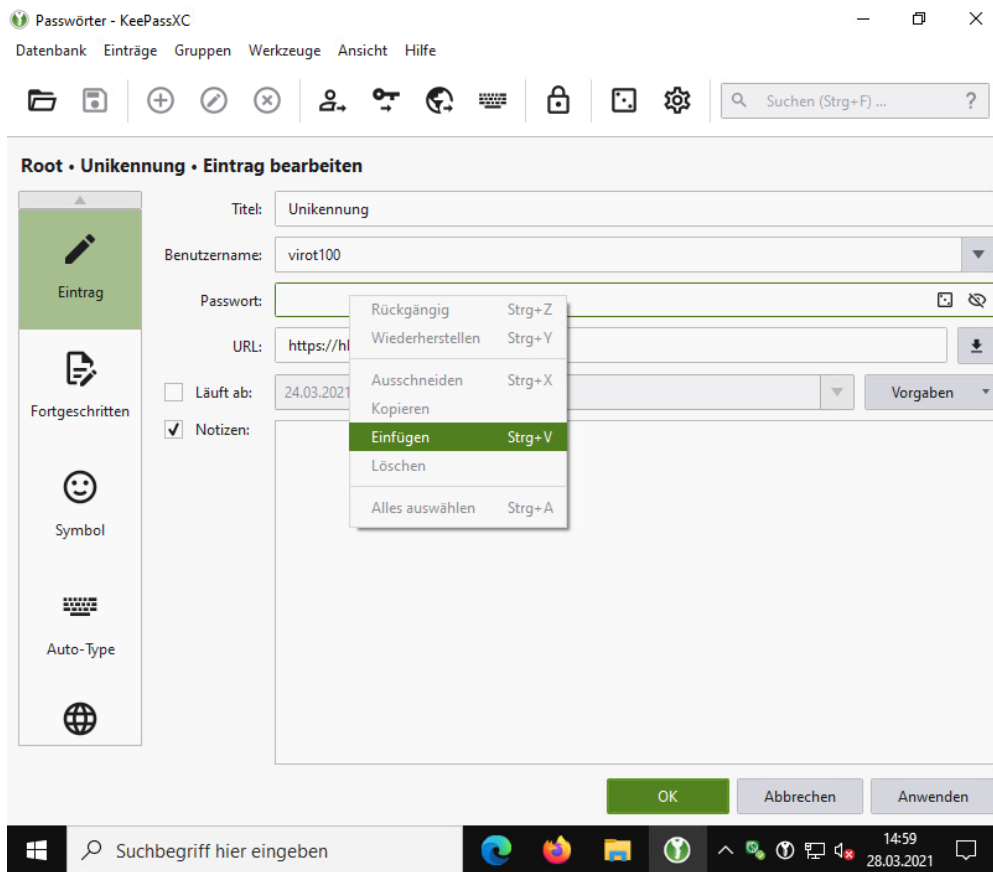 Passwörter - KeePassXC
Datenbank Einträge Gruppen Werkzeuge Ansicht Hilfe
Suchen (Strg+F) ... ?
Root • Unikennung • Eintrag bearbeiten
Eintrag
Fortgeschritten
Symbol
Auto-Type
Titel: Unikennung
Benutzername: virot100
Passwort:
URL: https://hl
Läuft ab: 24.03.2021 Vorgaben
Notizen:
Rückgängig Strg+Z
Wiederherstellen Strg+Y
Ausschneiden Strg+X
Kopieren
Einfügen Strg+V
Löschen
Alles auswählen Strg+A
OK Abbrechen Anwenden
Suchbegriff hier eingeben
14:59
28.03.2021